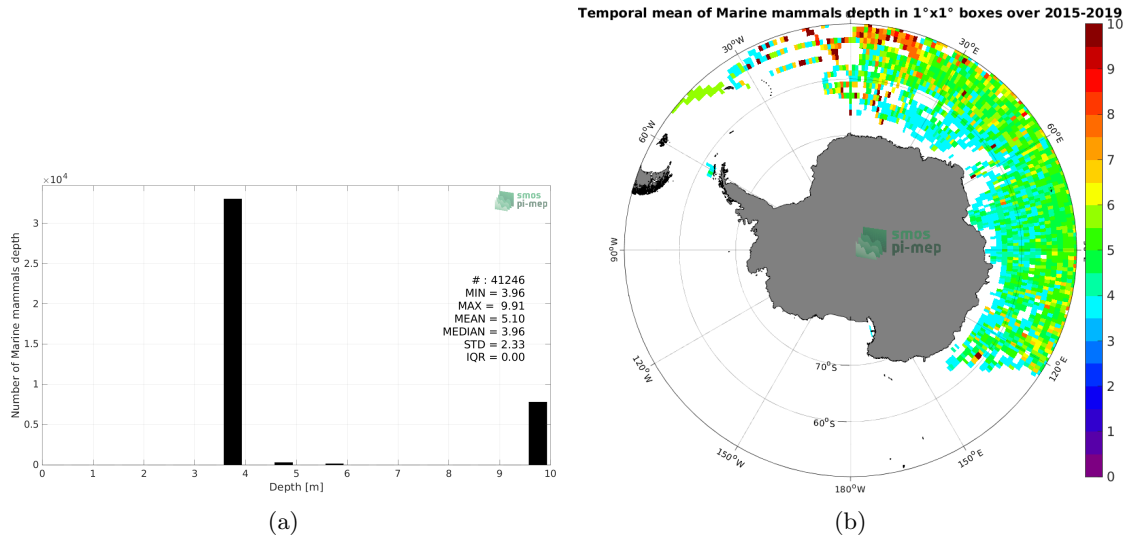 ×10⁴
3
2.5
2
1.5
1
0.5
0
0 1 2 3 4 5 6 7 8 9 10
Number of Marine mammals depth
Depth [m]
smos
pi-mep
# : 41246
MIN = 3.96
MAX = 9.91
MEAN = 5.10
MEDIAN = 3.96
STD = 2.33
IQR = 0.00
(a)
Temporal mean of Marine mammals depth in 1°x1° boxes over 2015-2019
30°W
30°E
60°W
60°E
90°W
120°W
120°E
150°W
150°E
180°W
70°S
60°S
smos
pi-mep
10
9
8
7
6
5
4
3
2
1
0
(b)